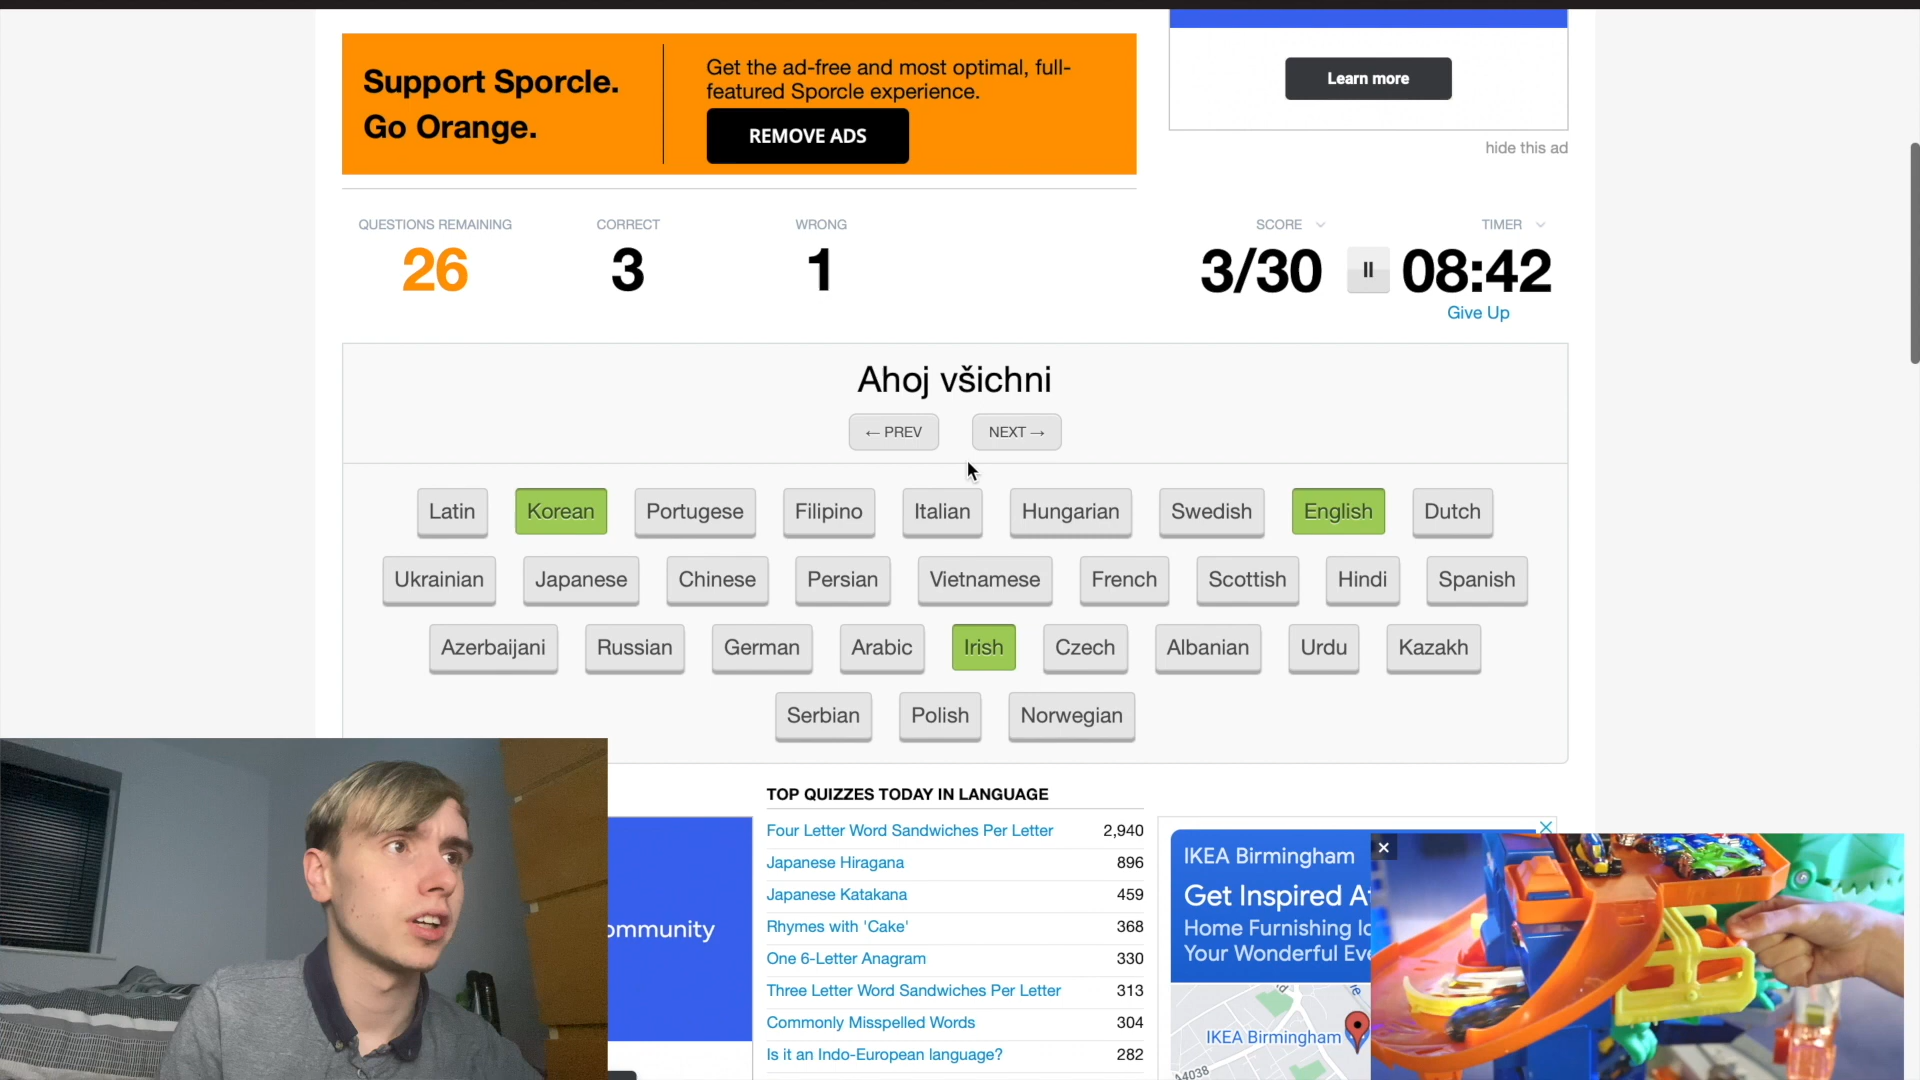 Support Sporcle.
Go Orange.
Get the ad-free and most optimal, full-
featured Sporcle experience.
REMOVE ADS
Learn more
hide this ad
QUESTIONS REMAINING
CORRECT
WRONG
SCORE
TIMER
26
3
1
3/30
08:42
Give Up
Ahoj všichni
← PREV
NEXT →
Latin
Korean
Portugese
Filipino
Italian
Hungarian
Swedish
English
Dutch
Ukrainian
Japanese
Chinese
Persian
Vietnamese
French
Scottish
Hindi
Spanish
Azerbaijani
Russian
German
Arabic
Irish
Czech
Albanian
Urdu
Kazakh
Serbian
Polish
Norwegian
TOP QUIZZES TODAY IN LANGUAGE
Four Letter Word Sandwiches Per Letter 2,940
Japanese Hiragana 896
Japanese Katakana 459
Rhymes with 'Cake' 368
One 6-Letter Anagram 330
Three Letter Word Sandwiches Per Letter 313
Commonly Misspelled Words 304
Is it an Indo-European language? 282
ommunity
IKEA Birmingham
Get Inspired A
Home Furnishing
Your Wonderful Eve
IKEA Birmingham
A4038